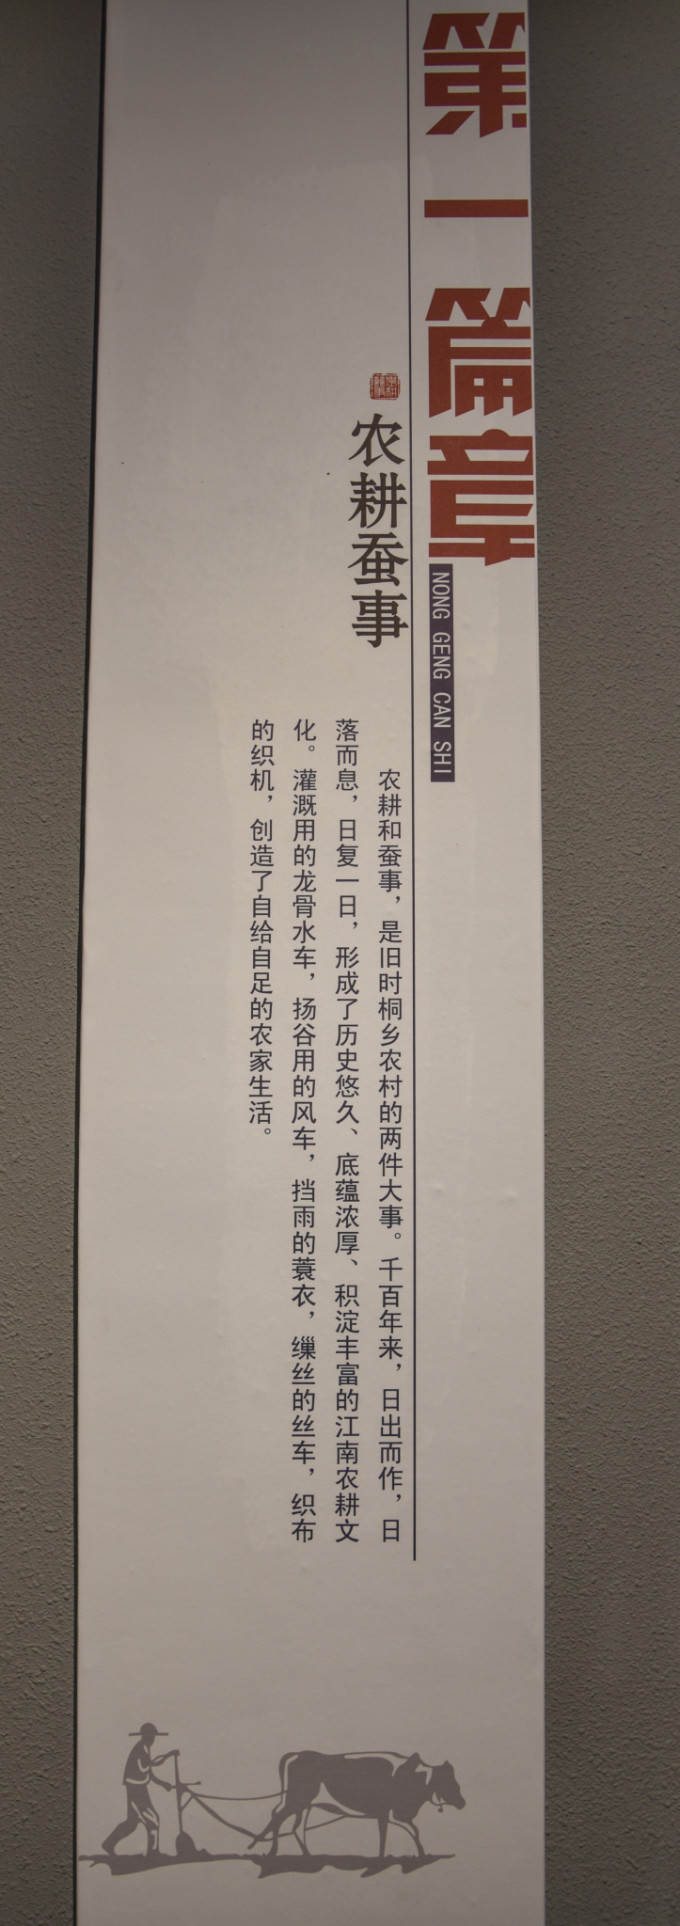 第一篇章
NONG GENG CAN SHI
农耕蚕事
农耕和蚕事，是旧时桐乡农村的两件大事。千百年来，日出而作，日
落而息，日复一日，形成了历史悠久、底蕴浓厚、积淀丰富的江南农耕文
化。灌溉用的龙骨水车，扬谷用的风车，挡雨的蓑衣，缫丝的丝车，织布
的织机，创造了自给自足的农家生活。